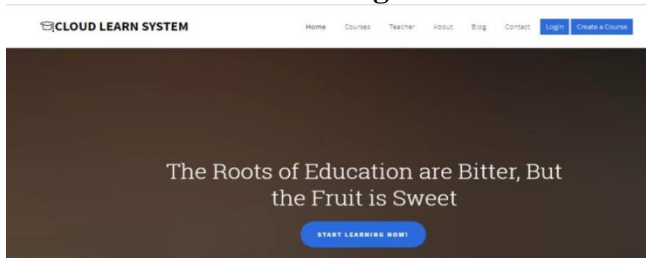 CLOUD LEARN SYSTEM
Home Courses Teacher About Blog Contact Login Create a Course
The Roots of Education are Bitter, But
the Fruit is Sweet
START LEARNING NOW!